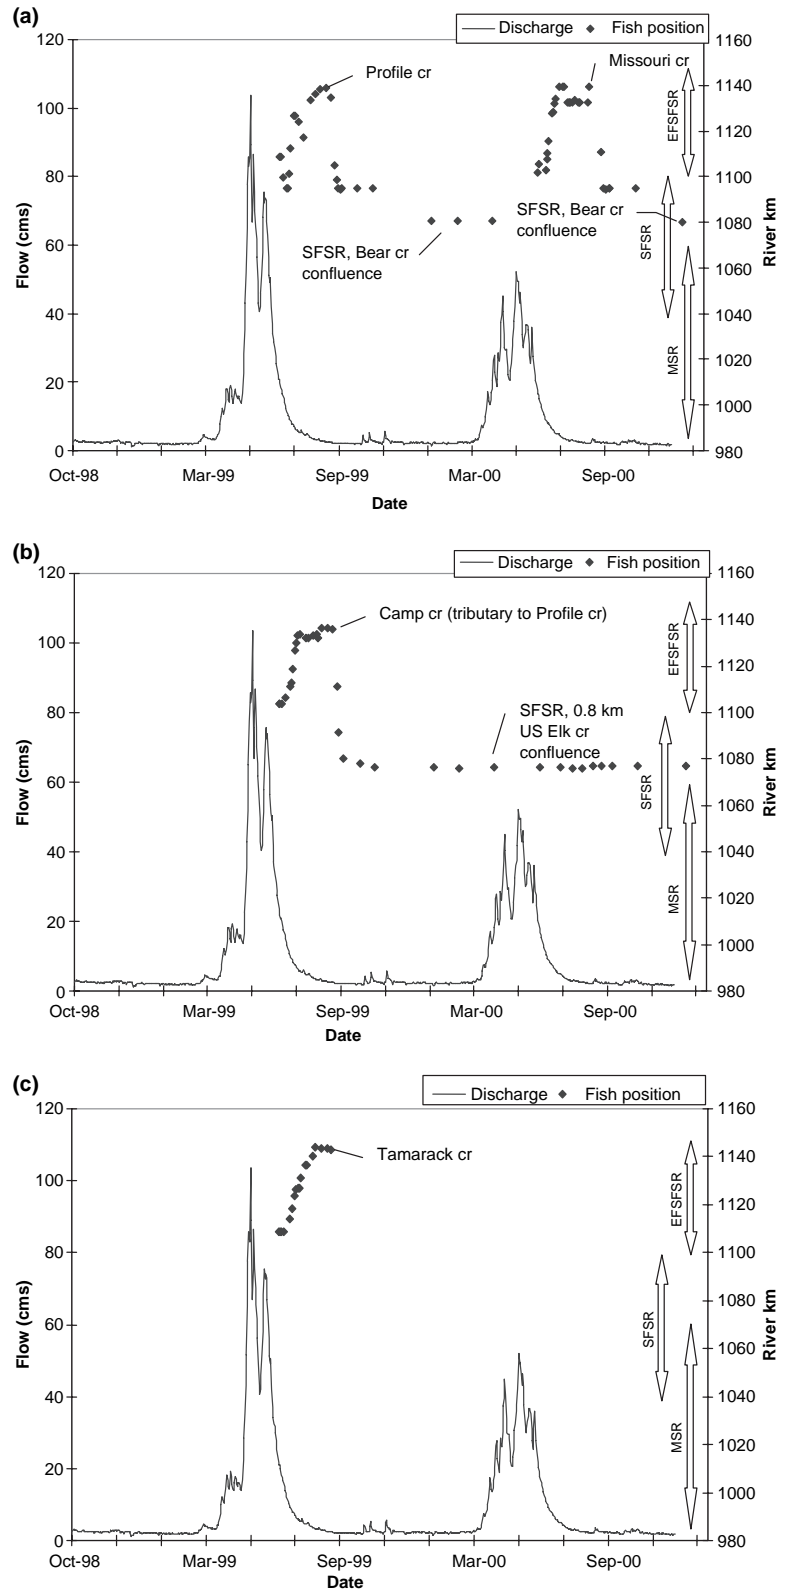 (a)
Discharge Fish position
120
100
80
60
40
20
0
Flow (cms)
1160
1140
1120
1100
1080
1060
1040
1020
1000
980
River km
Profile cr
Missouri cr
SFSR, Bear cr
confluence
SFSR, Bear cr
confluence
EFSFSR
SFSR
MSR
Oct-98 Mar-99 Sep-99 Mar-00 Sep-00
Date
(b)
Discharge Fish position
120
100
80
60
40
20
0
Flow (cms)
1160
1140
1120
1100
1080
1060
1040
1020
1000
980
River km
Camp cr (tributary to Profile cr)
SFSR, 0.8 km
US Elk cr
confluence
EFSFSR
SFSR
MSR
Oct-98 Mar-99 Sep-99 Mar-00 Sep-00
Date
(c)
Discharge Fish position
120
100
80
60
40
20
0
Flow (cms)
1160
1140
1120
1100
1080
1060
1040
1020
1000
980
River km
Tamarack cr
EFSFSR
SFSR
MSR
Oct-98 Mar-99 Sep-99 Mar-00 Sep-00
Date